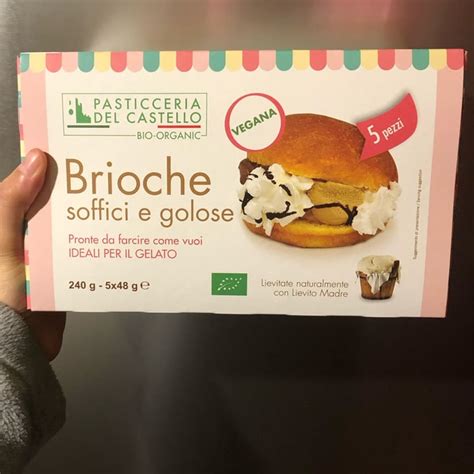 PASTICCERIA
DEL CASTELLO
BIO-ORGANIC
VEGANA
5 pezzi
Brioche
soffici e golose
Pronte da farcire come vuoi
IDEALI PER IL GELATO
240 g - 5x48 g e
Lievitate naturalmente
con Lievito Madre